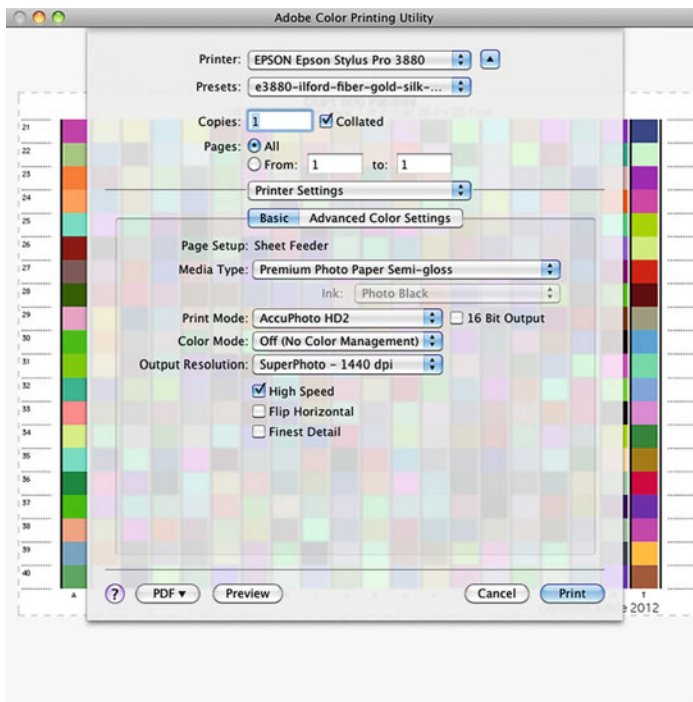 Adobe Color Printing Utility
Printer: EPSON Epson Stylus Pro 3880
Presets: e3880-ilford-fiber-gold-silk-...
Copies: 1 Collated
Pages: All
From: 1 to: 1
Printer Settings
Basic Advanced Color Settings
Page Setup: Sheet Feeder
Media Type: Premium Photo Paper Semi-gloss
Ink: Photo Black
Print Mode: AccuPhoto HD2 16 Bit Output
Color Mode: Off (No Color Management)
Output Resolution: SuperPhoto - 1440 dpi
High Speed
Flip Horizontal
Finest Detail
? PDF Preview Cancel Print
21
22
23
24
25
26
27
28
29
30
31
32
33
34
35
36
37
38
39
40
2012